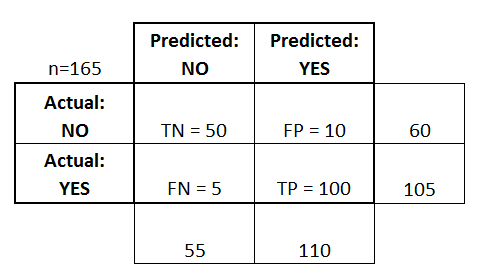 Predicted: Predicted:
n=165 NO YES
Actual:
NO TN = 50 FP = 10 60
Actual:
YES FN = 5 TP = 100 105
55 110